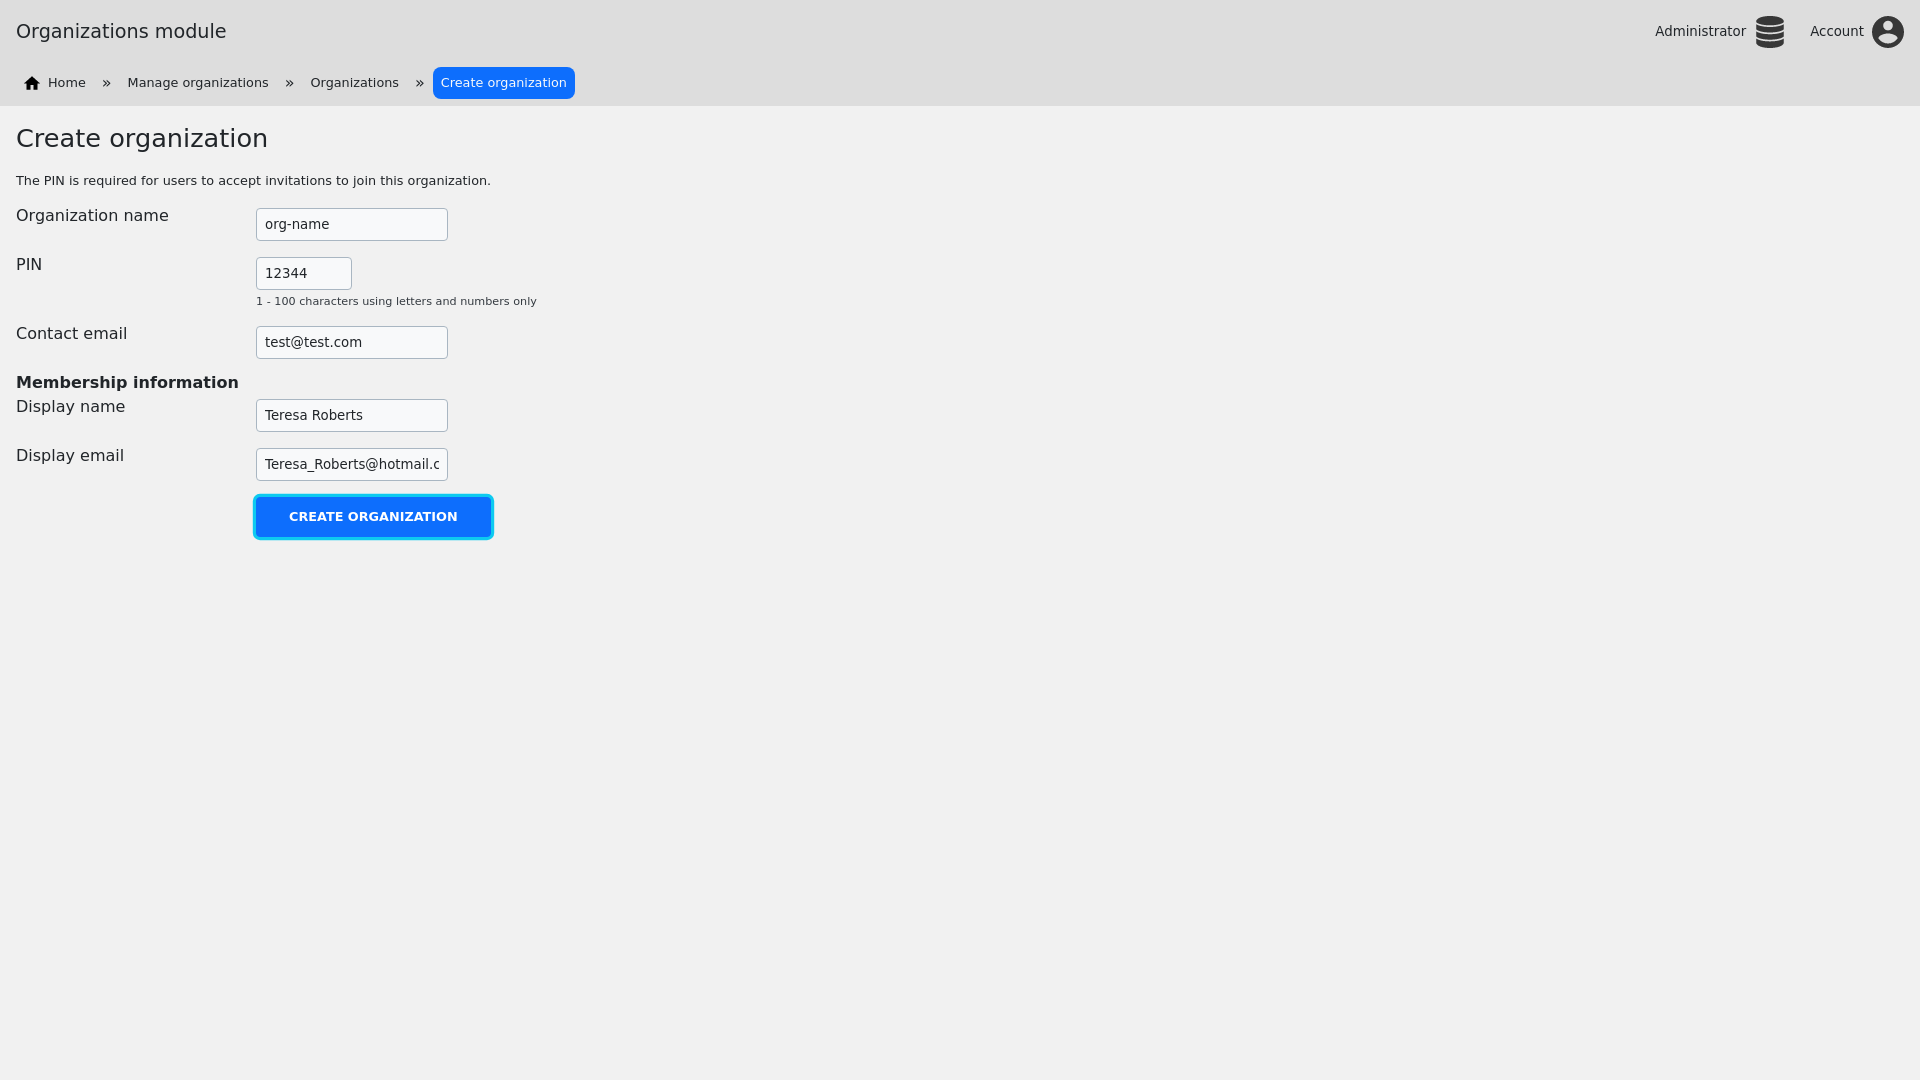 Organizations module
Administrator
Account
Home » Manage organizations » Organizations » Create organization
Create organization
The PIN is required for users to accept invitations to join this organization.
Organization name
org-name
PIN
12344
1 - 100 characters using letters and numbers only
Contact email
test@test.com
Membership information
Display name
Teresa Roberts
Display email
Teresa_Roberts@hotmail.c
CREATE ORGANIZATION